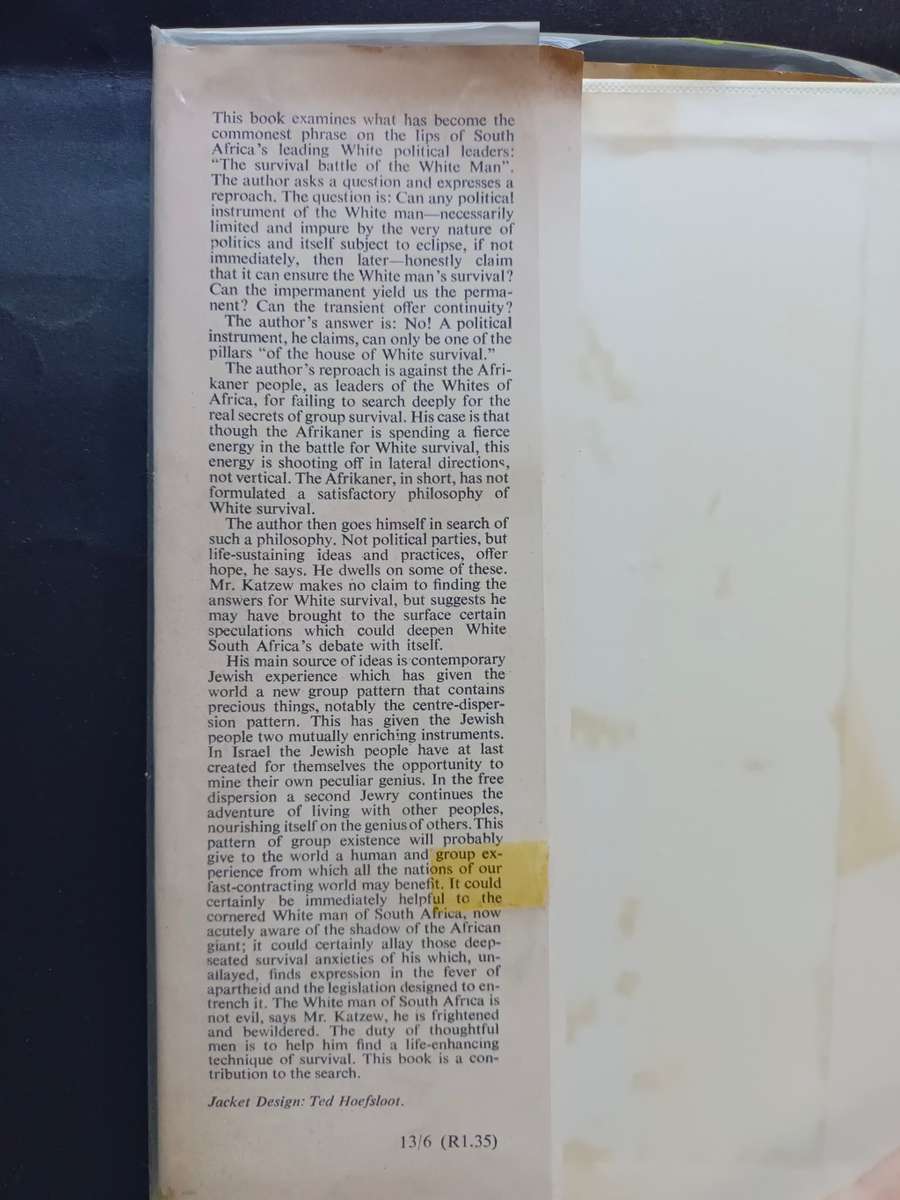 This book examines what has become the
commonest phrase on the lips of South
Africa's leading White political leaders:
“The survival battle of the White Man”.
The author asks a question and expresses a
reproach. The question is: Can any political
instrument of the White man—necessarily
limited and impure by the very nature of
politics and itself subject to eclipse, if not
immediately, then later—honestly claim
that it can ensure the White man's survival?
Can the impermanent yield us the perma-
nent? Can the transient offer continuity?
The author's answer is: No! A political
instrument, he claims, can only be one of the
pillars “of the house of White survival.”
The author's reproach is against the Afri-
kaner people, as leaders of the Whites of
Africa, for failing to search deeply for the
real secrets of group survival. His case is that
though the Afrikaner is spending a fierce
energy in the battle for White survival, this
energy is shooting off in lateral directions,
not vertical. The Afrikaner, in short, has not
formulated a satisfactory philosophy of
White survival.
The author then goes himself in search of
such a philosophy. Not political parties, but
life-sustaining ideas and practices, offer
hope, he says. He dwells on some of these.
Mr. Katzew makes no claim to finding the
answers for White survival, but suggests he
may have brought to the surface certain
speculations which could deepen White
South Africa's debate with itself.
His main source of ideas is contemporary
Jewish experience which has given the
world a new group pattern that contains
precious things, notably the centre-disper-
sion pattern. This has given the Jewish
people two mutually enriching instruments.
In Israel the Jewish people have at last
created for themselves the opportunity to
mine their own peculiar genius. In the free
dispersion a second Jewry continues the
adventure of living with other peoples,
nourishing itself on the genius of others. This
pattern of group existence will probably
give to the world a human and group ex-
perience from which all the nations of our
fast-contracting world may benefit. It could
certainly be immediately helpful to the
cornered White man of South Africa, now
acutely aware of the shadow of the African
giant; it could certainly allay those deep-
seated survival anxieties of his which, un-
allayed, finds expression in the fever of
apartheid and the legislation designed to en-
trench it. The White man of South Africa is
not evil, says Mr. Katzew, he is frightened
and bewildered. The duty of thoughtful
men is to help him find a life-enhancing
technique of survival. This book is a con-
tribution to the search.
Jacket Design: Ted Hoefsloot.
13/6 (R1.35)